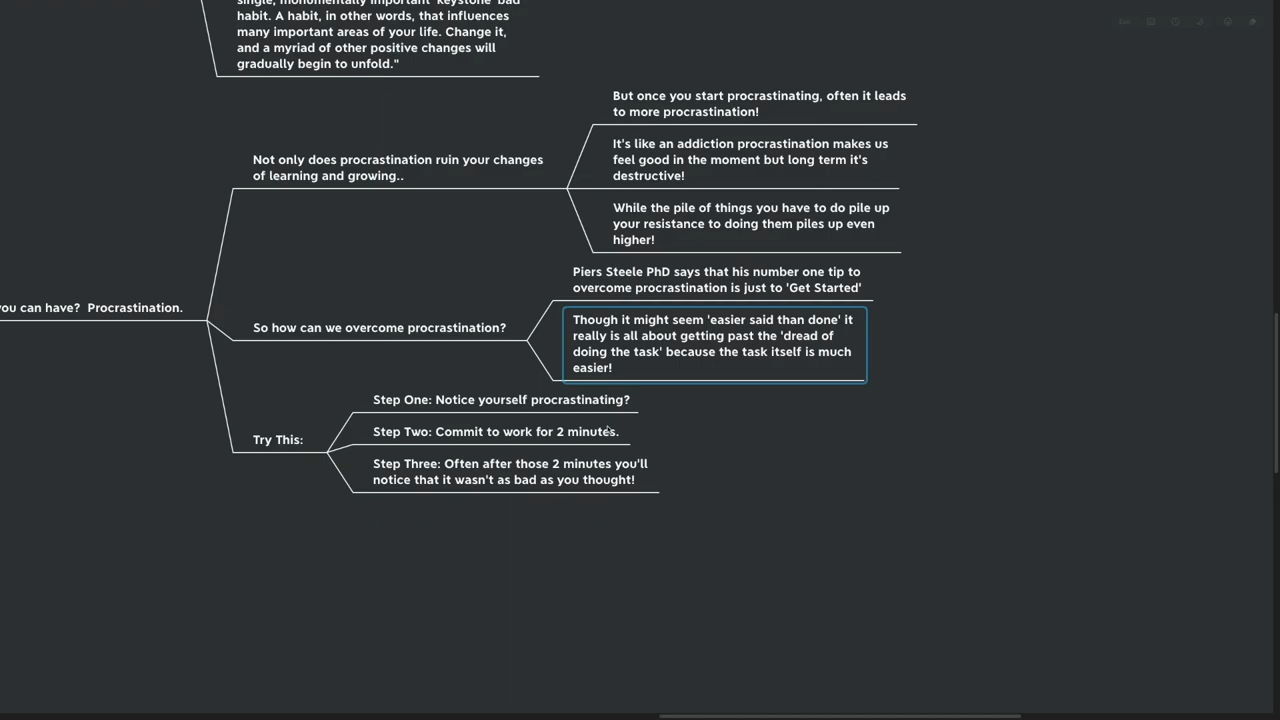 single, monumentally important 'keystone' bad
habit. A habit, in other words, that influences
many important areas of your life. Change it,
and a myriad of other positive changes will
gradually begin to unfold."
But once you start procrastinating, often it leads
to more procrastination!
Not only does procrastination ruin your changes
of learning and growing..
It's like an addiction procrastination makes us
feel good in the moment but long term it's
destructive!
While the pile of things you have to do pile up
your resistance to doing them piles up even
higher!
you can have?  Procrastination.
So how can we overcome procrastination?
Piers Steele PhD says that his number one tip to
overcome procrastination is just to 'Get Started'
Though it might seem 'easier said than done' it
really is all about getting past the 'dread of
doing the task' because the task itself is much
easier!
Try This:
Step One: Notice yourself procrastinating?
Step Two: Commit to work for 2 minutes.
Step Three: Often after those 2 minutes you'll
notice that it wasn't as bad as you thought!